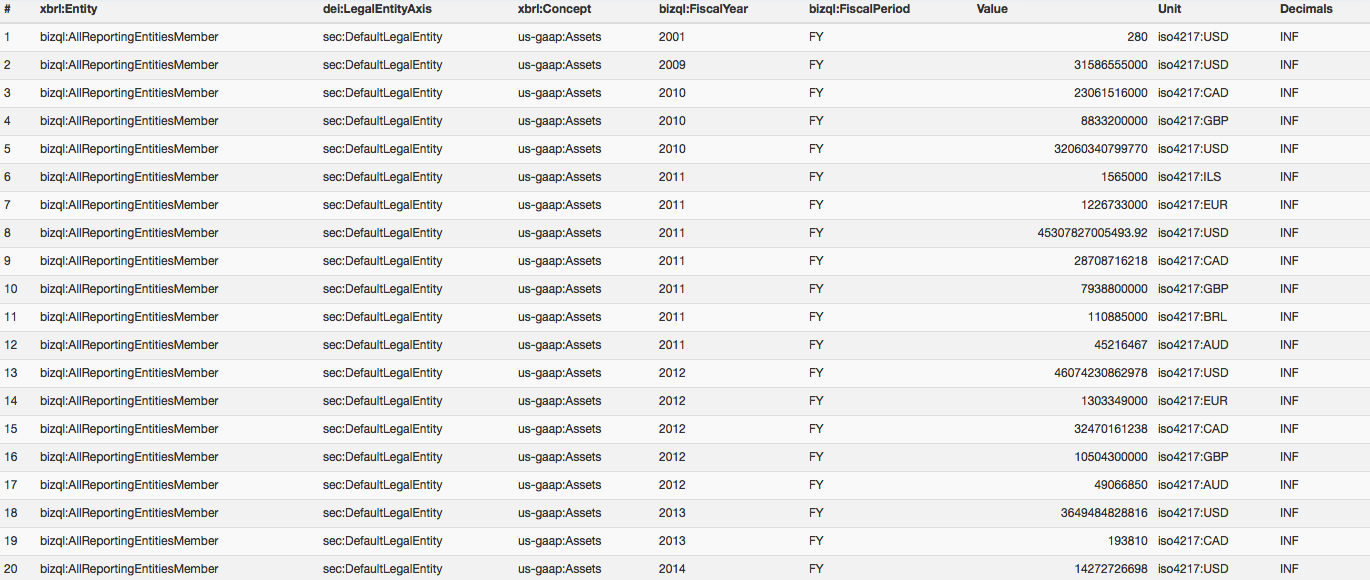 # xbrl:Entity dei:LegalEntityAxis xbrl:Concept bizql:FiscalYear bizql:FiscalPeriod Value Unit Decimals
1 bizql:AllReportingEntitiesMember sec:DefaultLegalEntity us-gaap:Assets 2001 FY 280 iso4217:USD INF
2 bizql:AllReportingEntitiesMember sec:DefaultLegalEntity us-gaap:Assets 2009 FY 31586555000 iso4217:USD INF
3 bizql:AllReportingEntitiesMember sec:DefaultLegalEntity us-gaap:Assets 2010 FY 23061516000 iso4217:CAD INF
4 bizql:AllReportingEntitiesMember sec:DefaultLegalEntity us-gaap:Assets 2010 FY 8833200000 iso4217:GBP INF
5 bizql:AllReportingEntitiesMember sec:DefaultLegalEntity us-gaap:Assets 2010 FY 32060340799770 iso4217:USD INF
6 bizql:AllReportingEntitiesMember sec:DefaultLegalEntity us-gaap:Assets 2011 FY 1565000 iso4217:ILS INF
7 bizql:AllReportingEntitiesMember sec:DefaultLegalEntity us-gaap:Assets 2011 FY 1226733000 iso4217:EUR INF
8 bizql:AllReportingEntitiesMember sec:DefaultLegalEntity us-gaap:Assets 2011 FY 45307827005493.92 iso4217:USD INF
9 bizql:AllReportingEntitiesMember sec:DefaultLegalEntity us-gaap:Assets 2011 FY 28708716218 iso4217:CAD INF
10 bizql:AllReportingEntitiesMember sec:DefaultLegalEntity us-gaap:Assets 2011 FY 7938800000 iso4217:GBP INF
11 bizql:AllReportingEntitiesMember sec:DefaultLegalEntity us-gaap:Assets 2011 FY 110885000 iso4217:BRL INF
12 bizql:AllReportingEntitiesMember sec:DefaultLegalEntity us-gaap:Assets 2011 FY 45216467 iso4217:AUD INF
13 bizql:AllReportingEntitiesMember sec:DefaultLegalEntity us-gaap:Assets 2012 FY 46074230862978 iso4217:USD INF
14 bizql:AllReportingEntitiesMember sec:DefaultLegalEntity us-gaap:Assets 2012 FY 1303349000 iso4217:EUR INF
15 bizql:AllReportingEntitiesMember sec:DefaultLegalEntity us-gaap:Assets 2012 FY 32470161238 iso4217:CAD INF
16 bizql:AllReportingEntitiesMember sec:DefaultLegalEntity us-gaap:Assets 2012 FY 10504300000 iso4217:GBP INF
17 bizql:AllReportingEntitiesMember sec:DefaultLegalEntity us-gaap:Assets 2012 FY 49066850 iso4217:AUD INF
18 bizql:AllReportingEntitiesMember sec:DefaultLegalEntity us-gaap:Assets 2013 FY 3649484828816 iso4217:USD INF
19 bizql:AllReportingEntitiesMember sec:DefaultLegalEntity us-gaap:Assets 2013 FY 193810 iso4217:CAD INF
20 bizql:AllReportingEntitiesMember sec:DefaultLegalEntity us-gaap:Assets 2014 FY 14272726698 iso4217:USD INF